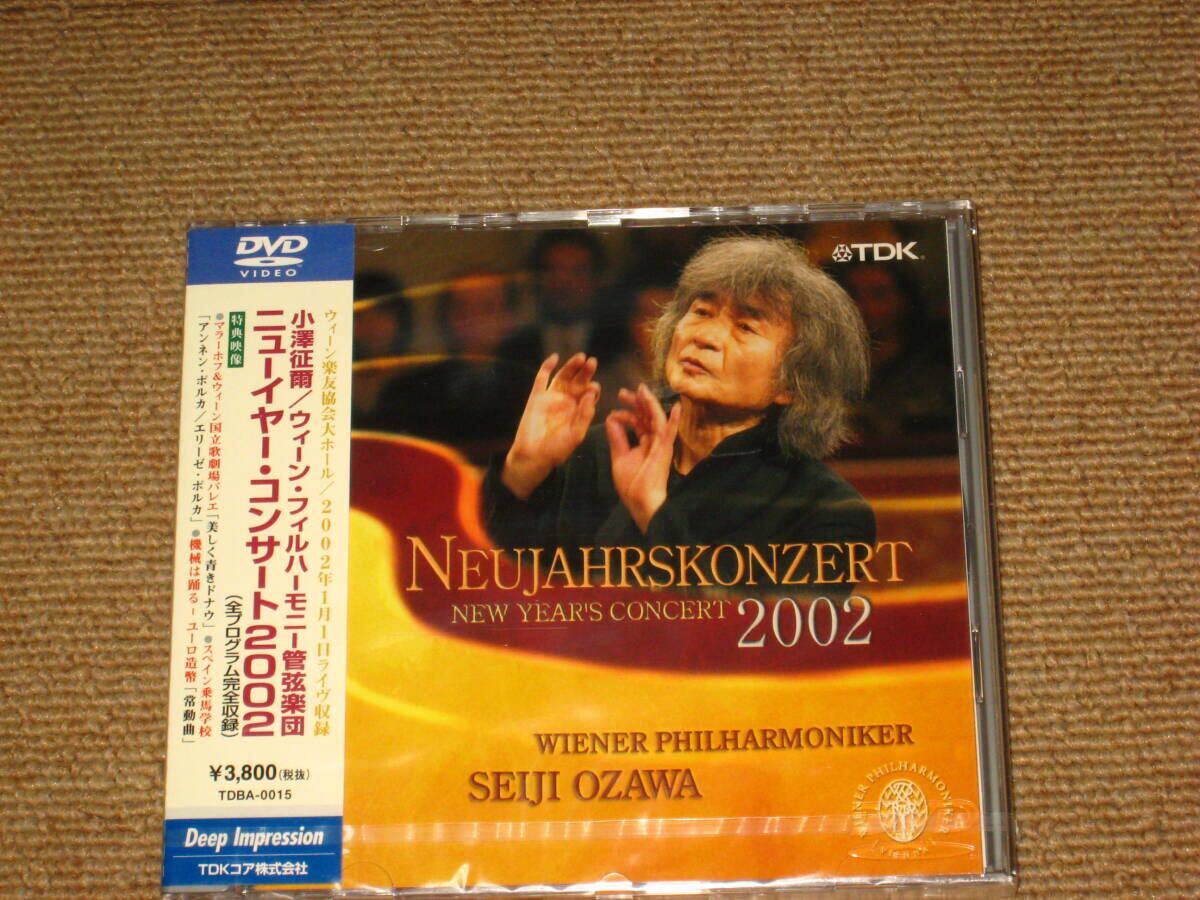 DVD
VIDEO
ウィーン楽友協会大ホール/2002年1月1日ライヴ収録
小澤征爾/ウィーン・フィルハーモニー管弦楽団
ニューイヤー・コンサート2002
(全プログラム完全収録)
特典映像
●マラーホフ&ウィーン国立歌劇場バレエ「美しく青きドナウ」●スペイン乗馬学校
「アンネン・ポルカ/エリーゼ・ポルカ」●機械は踊る-ユーロ造幣「常動曲」
¥3,800(税抜)
TDBA-0015
Deep Impression
TDKコア株式会社
TDK
NEUJAHRSKONZERT
NEW YEAR'S CONCERT 2002
WIENER PHILHARMONIKER
SEIJI OZAWA
WIENER PHILHARMONIKER